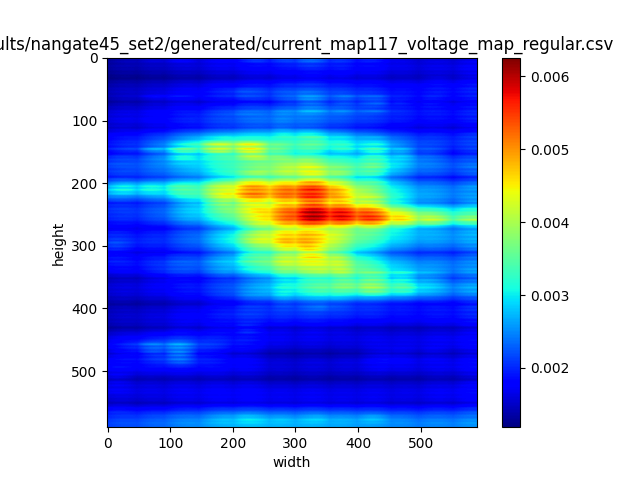 ults/nangate45_set2/generated/current_map117_voltage_map_regular.csv
0
100
200
300
400
500
height
0 100 200 300 400 500
width
0.006
0.005
0.004
0.003
0.002